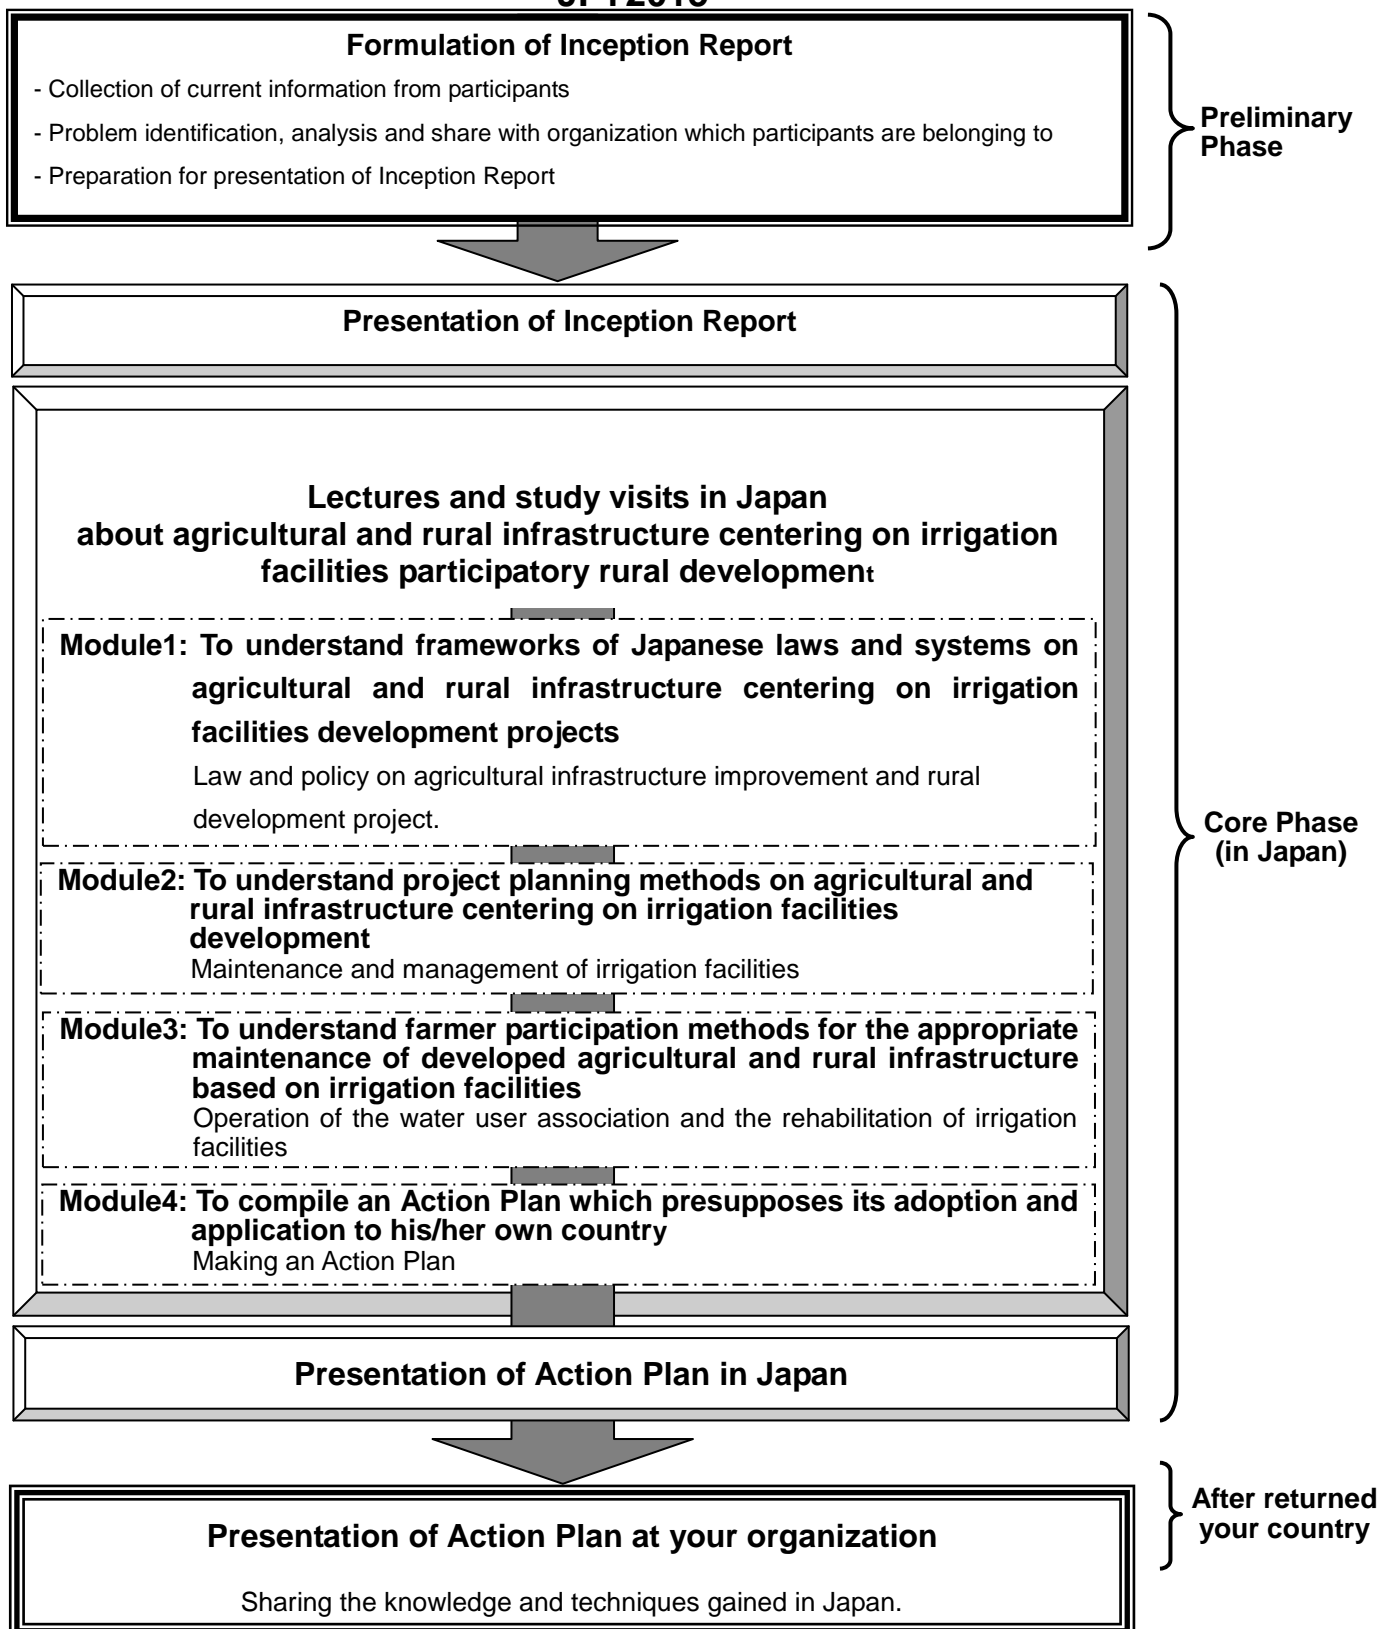 Formulation of Inception Report
- Collection of current information from participants
- Problem identification, analysis and share with organization which participants are belonging to
- Preparation for presentation of Inception Report
Preliminary
Phase
Presentation of Inception Report
Lectures and study visits in Japan
about agricultural and rural infrastructure centering on irrigation
facilities participatory rural development
Module1: To understand frameworks of Japanese laws and systems on
agricultural and rural infrastructure centering on irrigation
facilities development projects
Law and policy on agricultural infrastructure improvement and rural
development project.
Module2: To understand project planning methods on agricultural and
rural infrastructure centering on irrigation facilities
development
Maintenance and management of irrigation facilities
Module3: To understand farmer participation methods for the appropriate
maintenance of developed agricultural and rural infrastructure
based on irrigation facilities
Operation of the water user association and the rehabilitation of irrigation
facilities
Module4: To compile an Action Plan which presupposes its adoption and
application to his/her own country
Making an Action Plan
Core Phase
(in Japan)
Presentation of Action Plan in Japan
Presentation of Action Plan at your organization
Sharing the knowledge and techniques gained in Japan.
After returned
your country